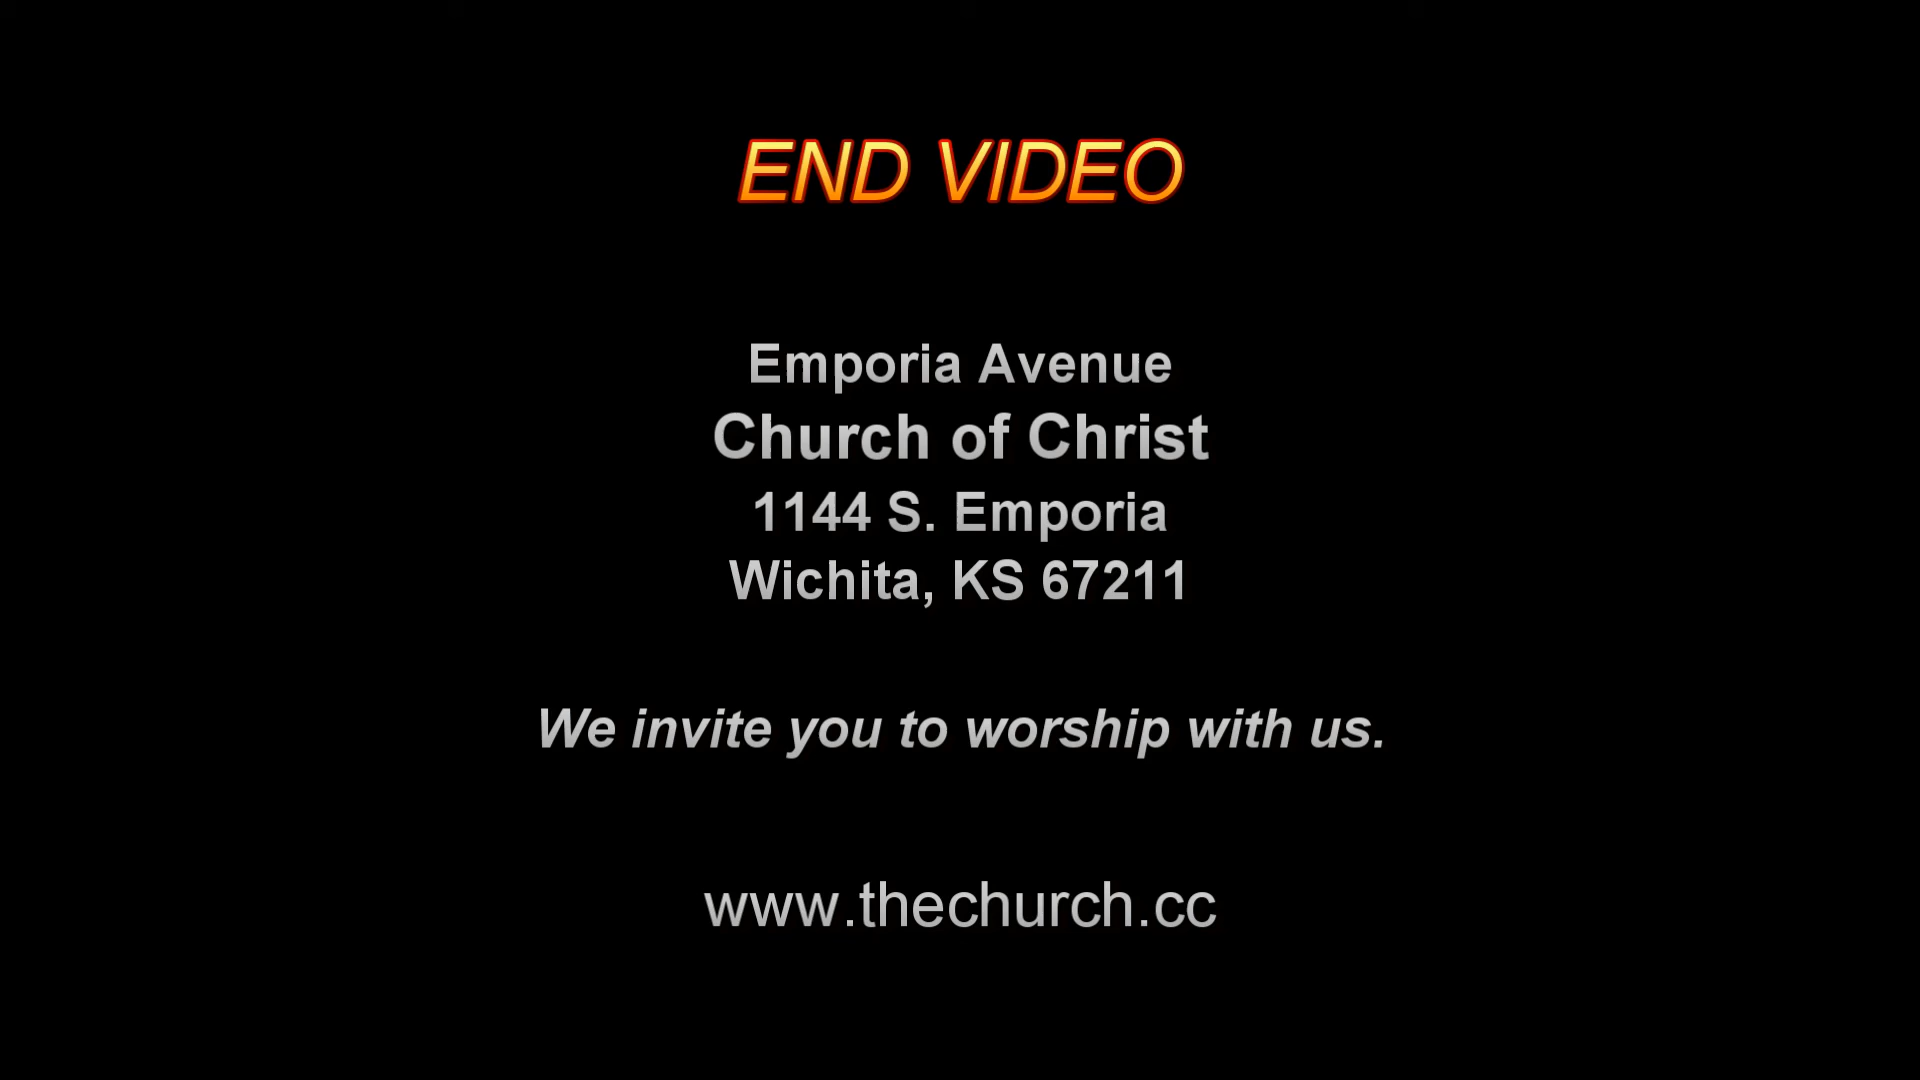 END VIDEO
Emporia Avenue
Church of Christ
1144 S. Emporia
Wichita, KS 67211
We invite you to worship with us.
www.thechurch.cc